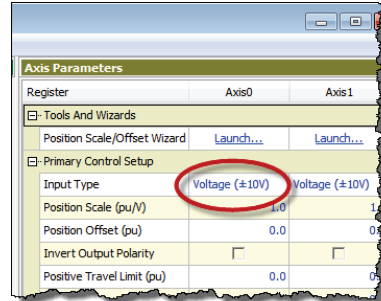 Axis Parameters
Register Axis0 Axis1
Tools And Wizards
Position Scale/Offset Wizard Launch... Launch...
Primary Control Setup
Input Type Voltage (±10V) Voltage (±10V)
Position Scale (pu/V) 1.0 1.
Position Offset (pu) 0.0 0.
Invert Output Polarity
Positive Travel Limit (pu) 0.0 0.